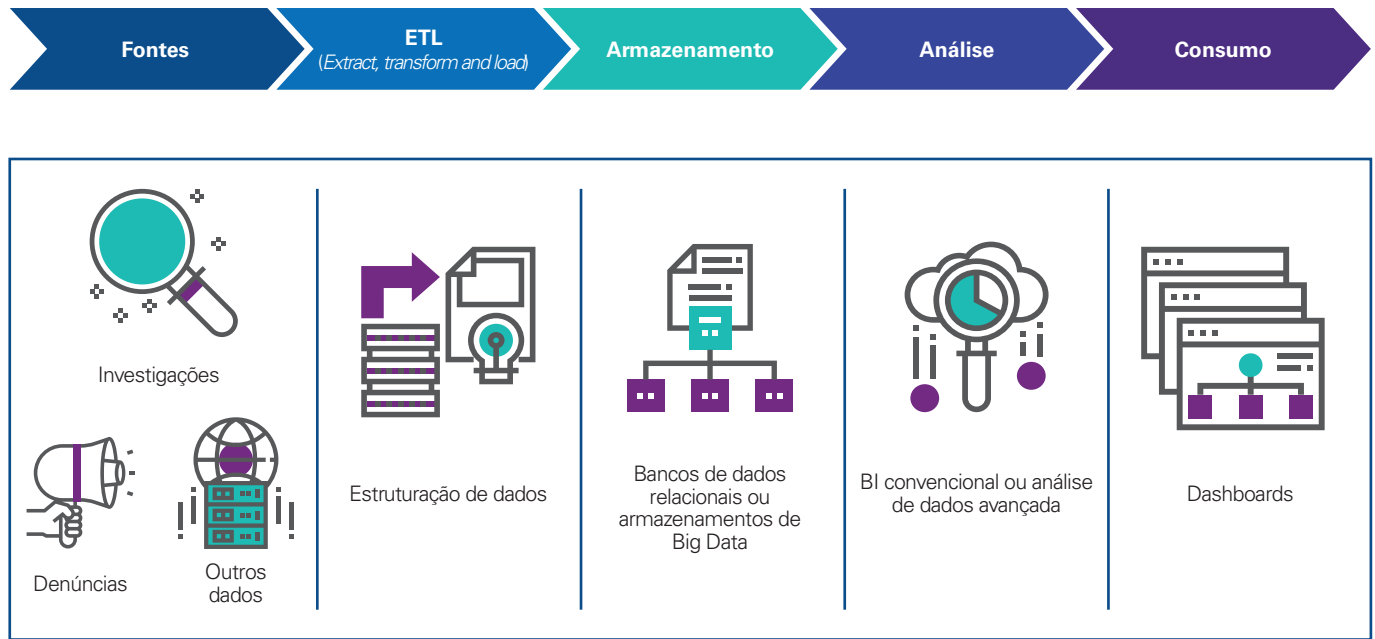 Fontes
ETL
(Extract, transform and load)
Armazenamento
Análise
Consumo
Investigações
Denúncias
Outros
dados
Estruturação de dados
Bancos de dados
relacionais ou
armazenamentos de
Big Data
BI convencional ou análise
de dados avançada
Dashboards